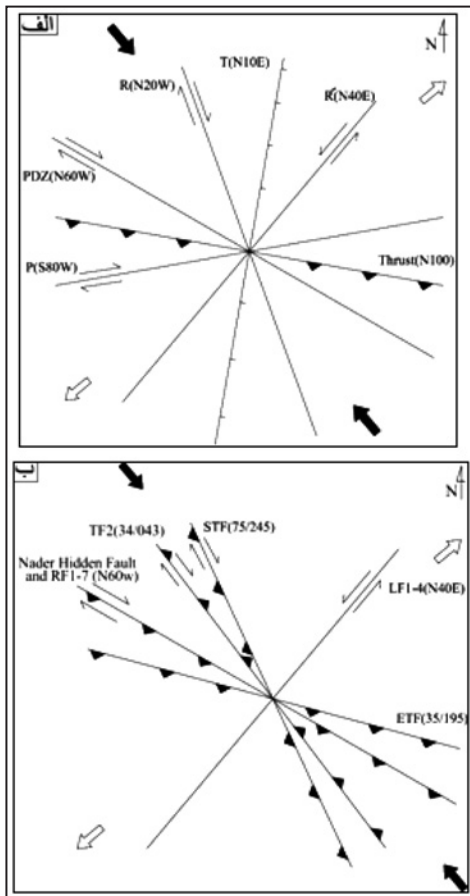 الف
N
T(N10E)
R(N20W)
Ŕ(N40E)
PDZ(N60W)
P(S80W)
Thrust(N100)
ب
N
TF2(34/043)
STF(75/245)
Nader Hidden Fault
and RF1-7 (N60w)
LF1-4(N40E)
ETF(35/195)